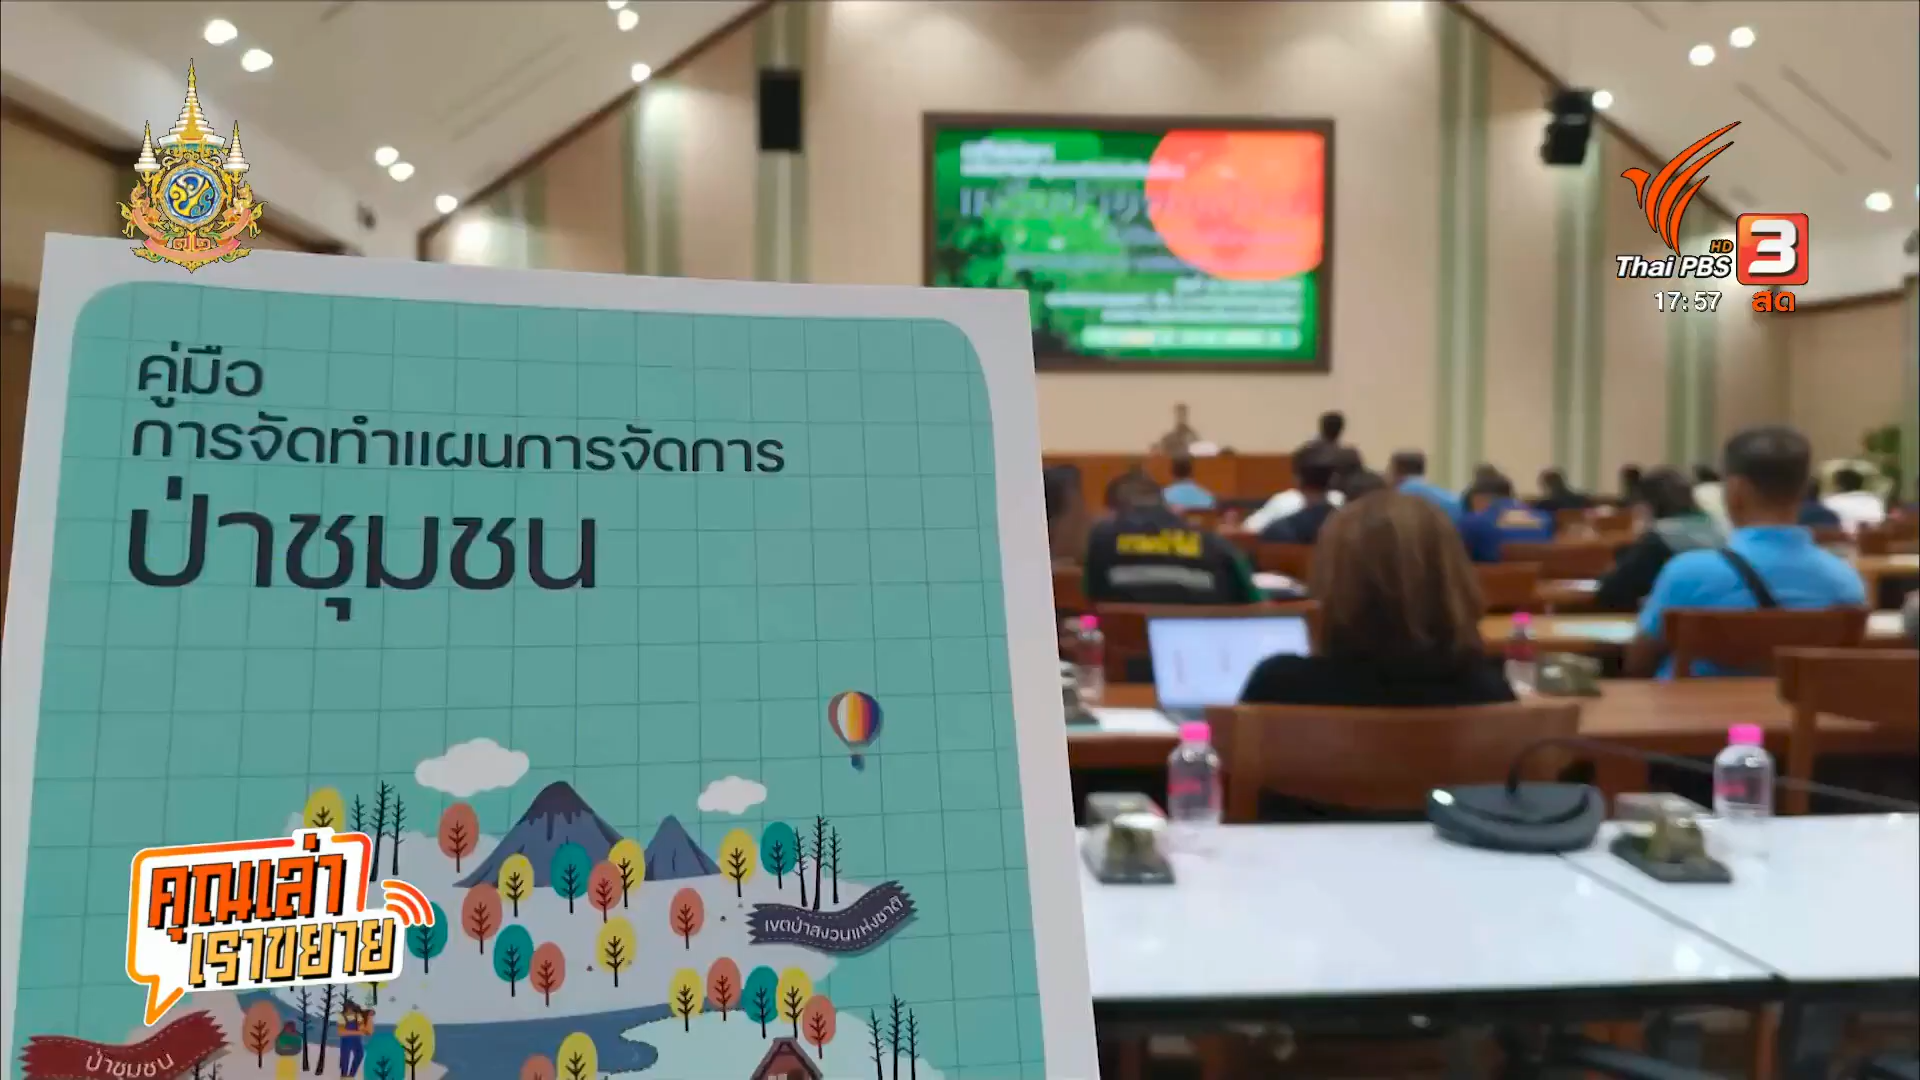 คู่มือ
การจัดทำแผนการจัดการ
ป่าชุมชน
เขตป่าสงวนแห่งชาติ
ป่าชุมชน
คุณเล่า
เราขยาย
๗๒
HD
Thai PBS 3
17:57 สด